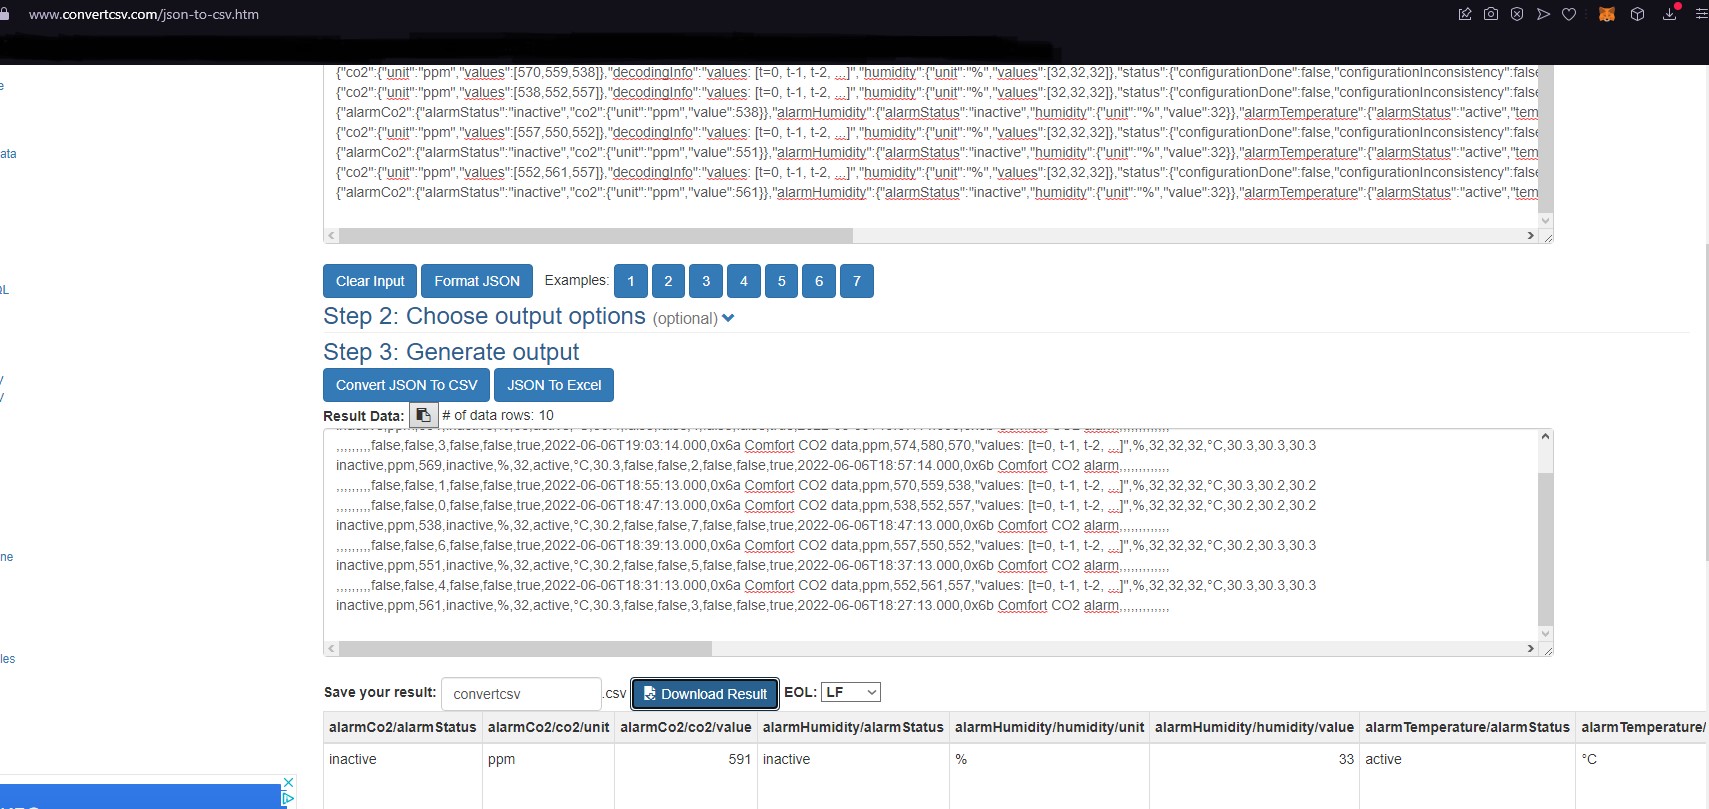 www.convertcsv.com/json-to-csv.htm
{"co2":{"unit":"ppm","values":[570,559,538]},"decodingInfo":"values: [t=0, t-1, t-2, ...]","humidity":{"unit":"%","values":[32,32,32]},"status":{"configurationDone":false,"configurationInconsistency":false
{"co2":{"unit":"ppm","values":[538,552,557]},"decodingInfo":"values: [t=0, t-1, t-2, ...]","humidity":{"unit":"%","values":[32,32,32]},"status":{"configurationDone":false,"configurationInconsistency":false
{"alarmCo2":{"alarmStatus":"inactive","co2":{"unit":"ppm","value":538}},"alarmHumidity":{"alarmStatus":"inactive","humidity":{"unit":"%","value":32}},"alarmTemperature":{"alarmStatus":"active","tem
{"co2":{"unit":"ppm","values":[557,550,552]},"decodingInfo":"values: [t=0, t-1, t-2, ...]","humidity":{"unit":"%","values":[32,32,32]},"status":{"configurationDone":false,"configurationInconsistency":false
{"alarmCo2":{"alarmStatus":"inactive","co2":{"unit":"ppm","value":551}},"alarmHumidity":{"alarmStatus":"inactive","humidity":{"unit":"%","value":32}},"alarmTemperature":{"alarmStatus":"active","tem
{"co2":{"unit":"ppm","values":[552,561,557]},"decodingInfo":"values: [t=0, t-1, t-2, ...]","humidity":{"unit":"%","values":[32,32,32]},"status":{"configurationDone":false,"configurationInconsistency":false
{"alarmCo2":{"alarmStatus":"inactive","co2":{"unit":"ppm","value":561}},"alarmHumidity":{"alarmStatus":"inactive","humidity":{"unit":"%","value":32}},"alarmTemperature":{"alarmStatus":"active","tem
Clear Input Format JSON Examples: 1 2 3 4 5 6 7
Step 2: Choose output options (optional)
Step 3: Generate output
Convert JSON To CSV JSON To Excel
Result Data: # of data rows: 10
,,,,,,,,,false,false,3,false,false,true,2022-06-06T19:03:14.000,0x6a Comfort CO2 data,ppm,574,580,570,"values: [t=0, t-1, t-2, ...]",%,32,32,32,°C,30.3,30.3,30.3
inactive,ppm,569,inactive,%,32,active,°C,30.3,false,false,2,false,false,true,2022-06-06T18:57:14.000,0x6b Comfort CO2 alarm,,,,,,,,,,,,,
,,,,,,,,,false,false,1,false,false,true,2022-06-06T18:55:13.000,0x6a Comfort CO2 data,ppm,570,559,538,"values: [t=0, t-1, t-2, ...]",%,32,32,32,°C,30.3,30.2,30.2
,,,,,,,,,false,false,0,false,false,true,2022-06-06T18:47:13.000,0x6a Comfort CO2 data,ppm,538,552,557,"values: [t=0, t-1, t-2, ...]",%,32,32,32,°C,30.2,30.2,30.2
inactive,ppm,538,inactive,%,32,active,°C,30.2,false,false,7,false,false,true,2022-06-06T18:47:13.000,0x6b Comfort CO2 alarm,,,,,,,,,,,,,
,,,,,,,,,false,false,6,false,false,true,2022-06-06T18:39:13.000,0x6a Comfort CO2 data,ppm,557,550,552,"values: [t=0, t-1, t-2, ...]",%,32,32,32,°C,30.2,30.3,30.3
inactive,ppm,551,inactive,%,32,active,°C,30.2,false,false,5,false,false,true,2022-06-06T18:37:13.000,0x6b Comfort CO2 alarm,,,,,,,,,,,,,
,,,,,,,,,false,false,4,false,false,true,2022-06-06T18:31:13.000,0x6a Comfort CO2 data,ppm,552,561,557,"values: [t=0, t-1, t-2, ...]",%,32,32,32,°C,30.3,30.3,30.3
inactive,ppm,561,inactive,%,32,active,°C,30.3,false,false,3,false,false,true,2022-06-06T18:27:13.000,0x6b Comfort CO2 alarm,,,,,,,,,,,,,
Save your result: convertcsv .csv Download Result EOL: LF
alarmCo2/alarmStatus alarmCo2/co2/unit alarmCo2/co2/value alarmHumidity/alarmStatus alarmHumidity/humidity/unit alarmHumidity/humidity/value alarmTemperature/alarmStatus alarmTemperature/
inactive ppm 591 inactive % 33 active °C